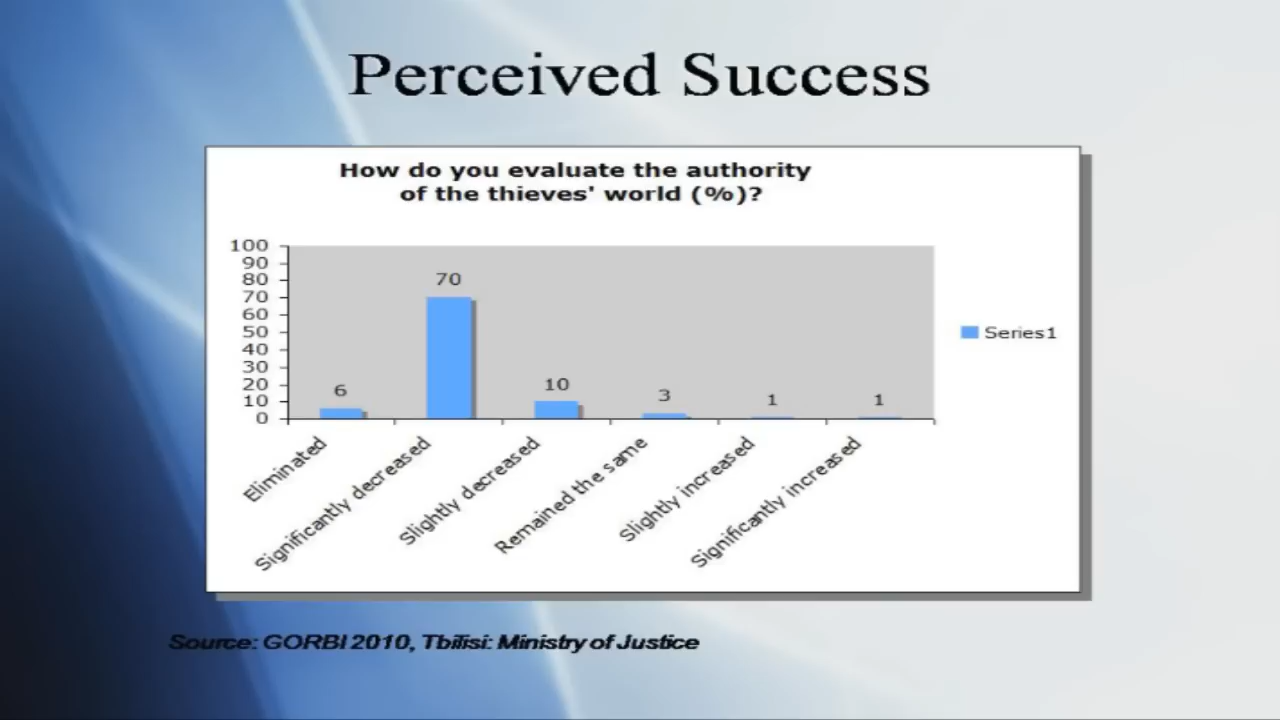 Perceived Success
How do you evaluate the authority
of the thieves' world (%)?
100
90
80
70
60
50
40
30
20
10
0
6
70
10
3
1
1
Eliminated
Significantly decreased
Slightly decreased
Remained the same
Slightly increased
Significantly increased
Series1
Source: GORBI 2010, Tbilisi: Ministry of Justice